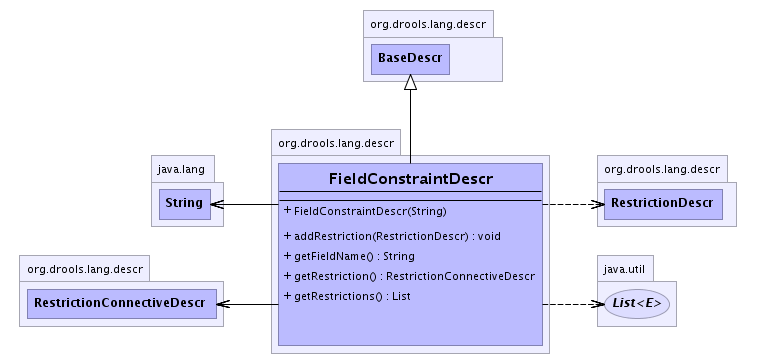 org.drools.lang.descr
BaseDescr
org.drools.lang.descr
FieldConstraintDescr
+ FieldConstraintDescr(String)
+ addRestriction(RestrictionDescr) : void
+ getFieldName() : String
+ getRestriction() : RestrictionConnectiveDescr
+ getRestrictions() : List
java.lang
String
org.drools.lang.descr
RestrictionDescr
org.drools.lang.descr
RestrictionConnectiveDescr
java.util
List<E>